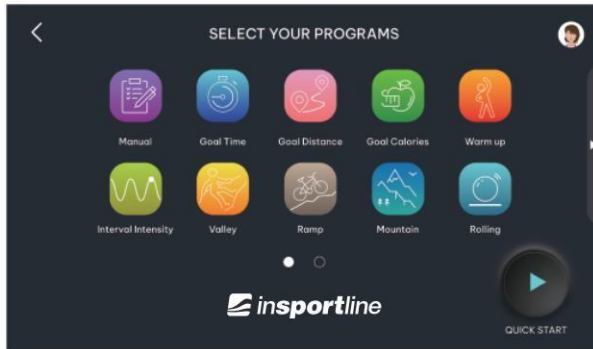 SELECT YOUR PROGRAMS
Manual Goal Time Goal Distance Goal Calories Warm up
Interval Intensity Valley Ramp Mountain Rolling
insportline
QUICK START